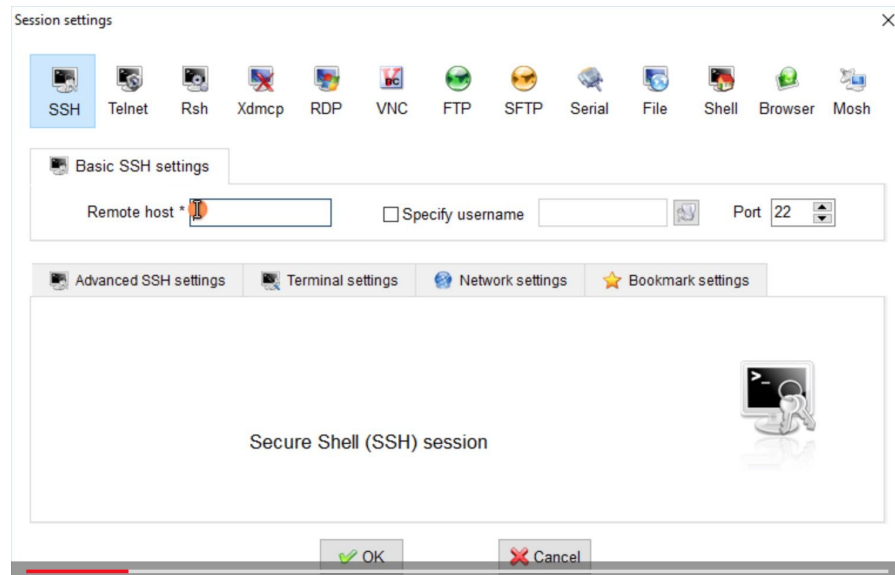 Session settings
SSH Telnet Rsh Xdmcp RDP VNC FTP SFTP Serial File Shell Browser Mosh
Basic SSH settings
Remote host * Specify username Port 22
Advanced SSH settings Terminal settings Network settings Bookmark settings
>_
Secure Shell (SSH) session
OK Cancel